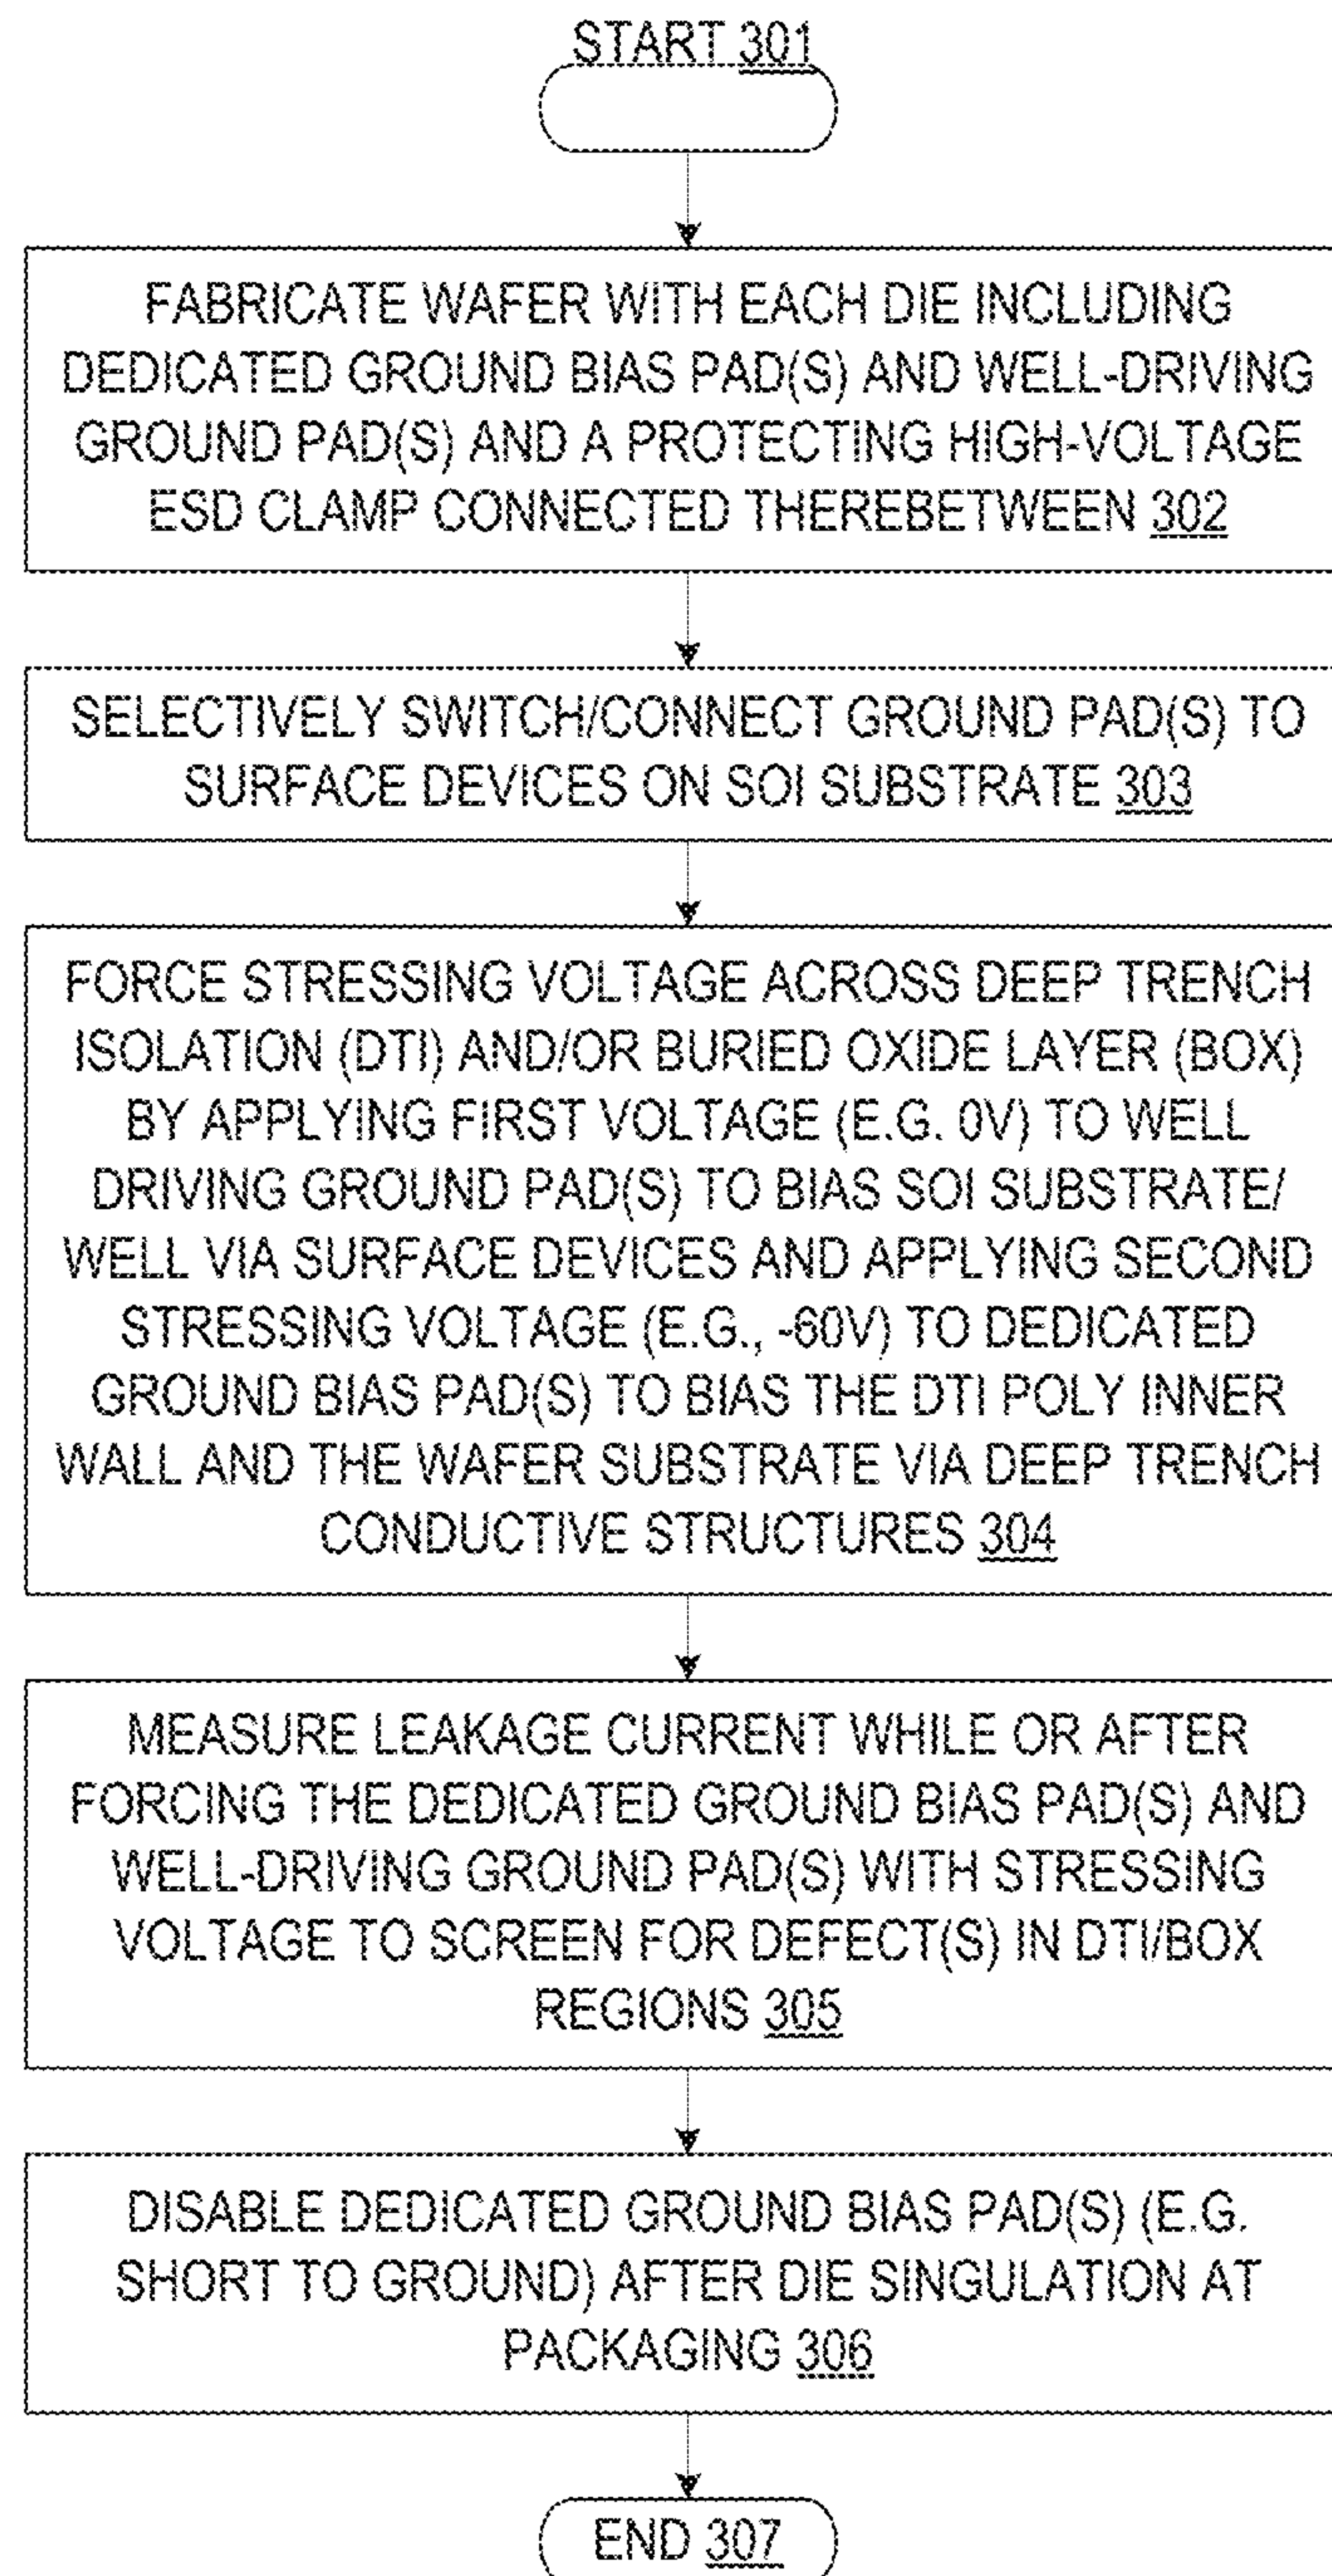 START 301
FABRICATE WAFER WITH EACH DIE INCLUDING
DEDICATED GROUND BIAS PAD(S) AND WELL-DRIVING
GROUND PAD(S) AND A PROTECTING HIGH-VOLTAGE
ESD CLAMP CONNECTED THEREBETWEEN 302
SELECTIVELY SWITCH/CONNECT GROUND PAD(S) TO
SURFACE DEVICES ON SOI SUBSTRATE 303
FORCE STRESSING VOLTAGE ACROSS DEEP TRENCH
ISOLATION (DTI) AND/OR BURIED OXIDE LAYER (BOX)
BY APPLYING FIRST VOLTAGE (E.G. 0V) TO WELL
DRIVING GROUND PAD(S) TO BIAS SOI SUBSTRATE/
WELL VIA SURFACE DEVICES AND APPLYING SECOND
STRESSING VOLTAGE (E.G., -60V) TO DEDICATED
GROUND BIAS PAD(S) TO BIAS THE DTI POLY INNER
WALL AND THE WAFER SUBSTRATE VIA DEEP TRENCH
CONDUCTIVE STRUCTURES 304
MEASURE LEAKAGE CURRENT WHILE OR AFTER
FORCING THE DEDICATED GROUND BIAS PAD(S) AND
WELL-DRIVING GROUND PAD(S) WITH STRESSING
VOLTAGE TO SCREEN FOR DEFECT(S) IN DTI/BOX
REGIONS 305
DISABLE DEDICATED GROUND BIAS PAD(S) (E.G.
SHORT TO GROUND) AFTER DIE SINGULATION AT
PACKAGING 306
END 307